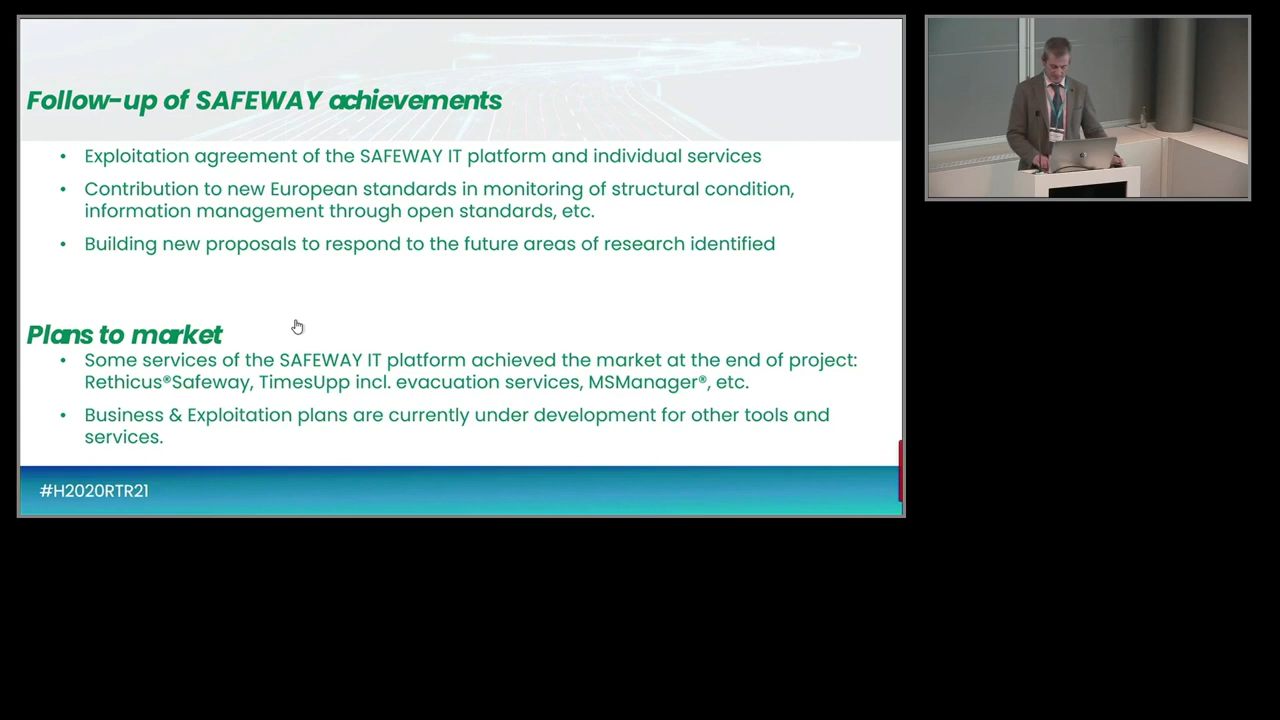 Follow-up of SAFEWAY achievements
• Exploitation agreement of the SAFEWAY IT platform and individual services
• Contribution to new European standards in monitoring of structural condition,
information management through open standards, etc.
• Building new proposals to respond to the future areas of research identified
Plans to market
• Some services of the SAFEWAY IT platform achieved the market at the end of project:
Rethicus®Safeway, TimesUpp incl. evacuation services, MSManager®, etc.
• Business & Exploitation plans are currently under development for other tools and
services.
#H2020RTR21